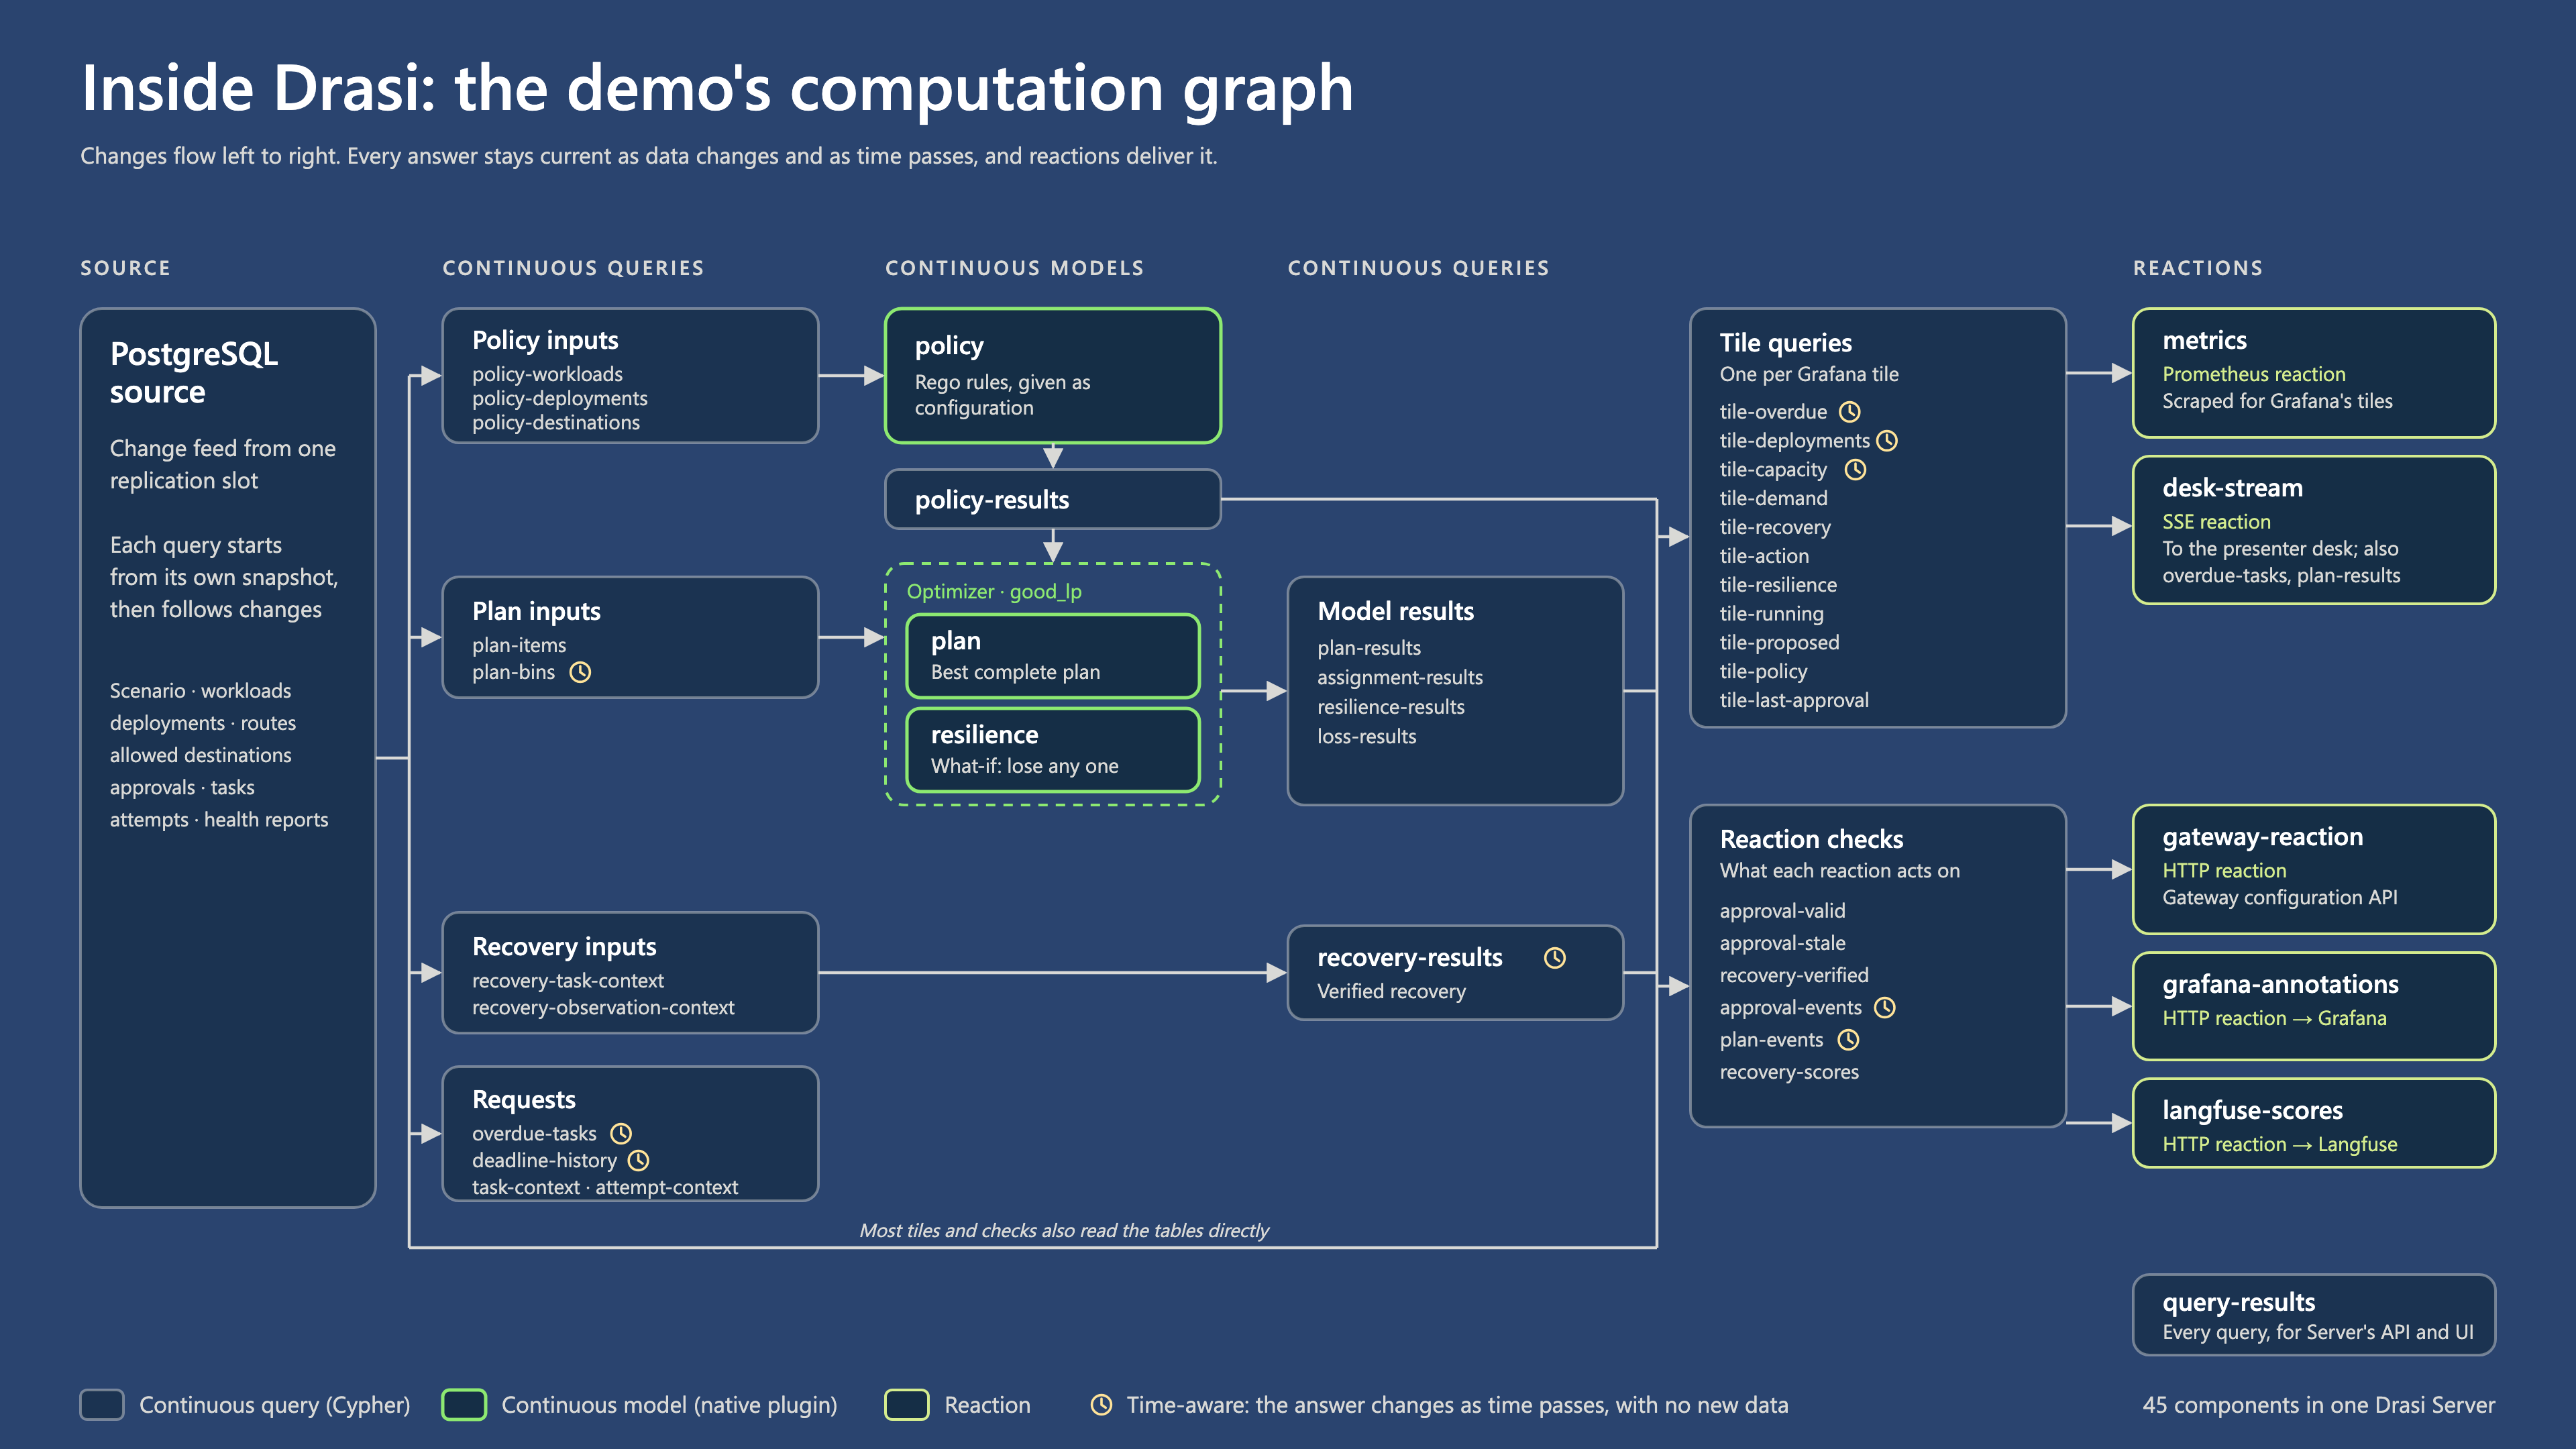 Inside Drasi: the demo's computation graph
Changes flow left to right. Every answer stays current as data changes and as time passes, and reactions deliver it.
SOURCE
PostgreSQL
source
Change feed from one
replication slot
Each query starts
from its own snapshot,
then follows changes
Scenario · workloads
deployments · routes
allowed destinations
approvals · tasks
attempts · health reports
CONTINUOUS QUERIES
Policy inputs
policy-workloads
policy-deployments
policy-destinations
Plan inputs
plan-items
plan-bins
Recovery inputs
recovery-task-context
recovery-observation-context
Requests
overdue-tasks
deadline-history
task-context · attempt-context
CONTINUOUS MODELS
policy
Rego rules, given as
configuration
policy-results
Optimizer · good_lp
plan
Best complete plan
resilience
What-if: lose any one
CONTINUOUS QUERIES
Model results
plan-results
assignment-results
resilience-results
loss-results
recovery-results
Verified recovery
Most tiles and checks also read the tables directly
Tile queries
One per Grafana tile
tile-overdue
tile-deployments
tile-capacity
tile-demand
tile-recovery
tile-action
tile-resilience
tile-running
tile-proposed
tile-policy
tile-last-approval
Reaction checks
What each reaction acts on
approval-valid
approval-stale
recovery-verified
approval-events
plan-events
recovery-scores
REACTIONS
metrics
Prometheus reaction
Scraped for Grafana's tiles
desk-stream
SSE reaction
To the presenter desk; also
overdue-tasks, plan-results
gateway-reaction
HTTP reaction
Gateway configuration API
grafana-annotations
HTTP reaction → Grafana
langfuse-scores
HTTP reaction → Langfuse
query-results
Every query, for Server's API and UI
Continuous query (Cypher)
Continuous model (native plugin)
Reaction
Time-aware: the answer changes as time passes, with no new data
45 components in one Drasi Server